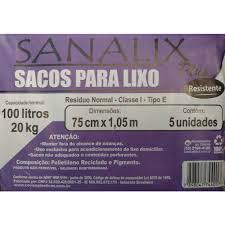 SANALIX
Resistente
SACOS PARA LIXO
Resíduo Normal - Classe I - Tipo E
Capacidade Nominal:
100 litros
20 kg
Dimensões:
75 cm x 1,05 m
Contém:
5 unidades
ATENÇÃO:
- Manter fora do alcance de crianças.
- Uso exclusivo para acondicionamento de lixo domiciliar.
- Sacos não adequados a conteúdos perfurantes.
Composição: Polietileno Reciclado e Pigmento.
Indústria Brasileira